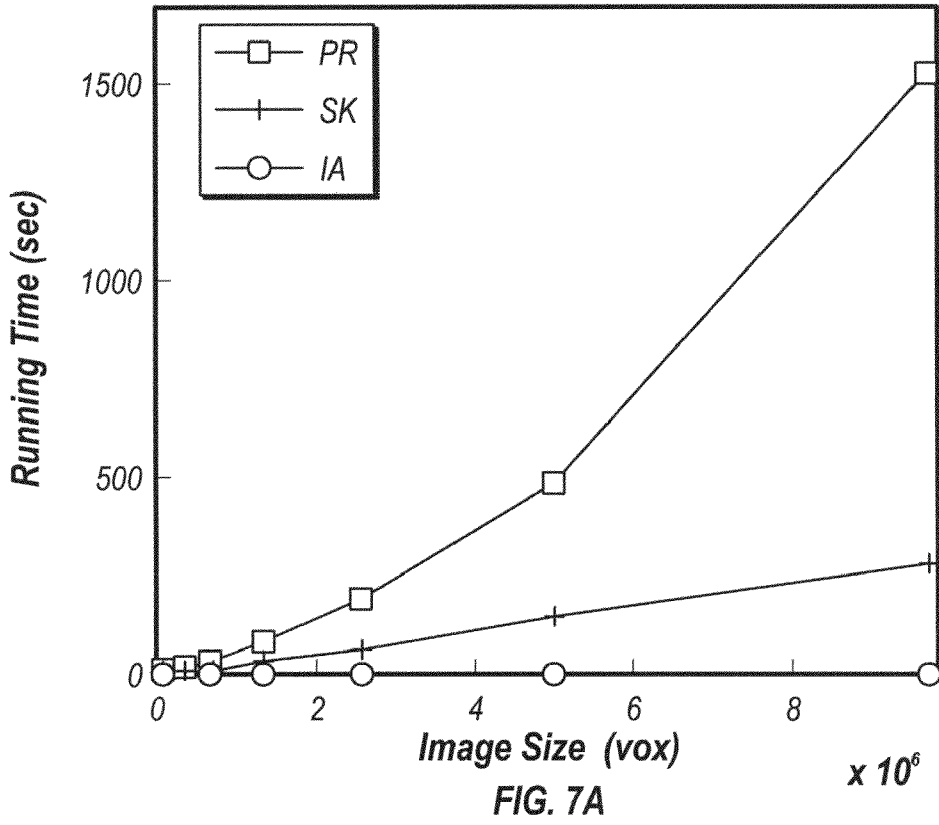 PR
SK
IA
1500
1000
500
0
Running Time (sec)
0 2 4 6 8
Image Size (vox)
x 10⁶
FIG. 7A